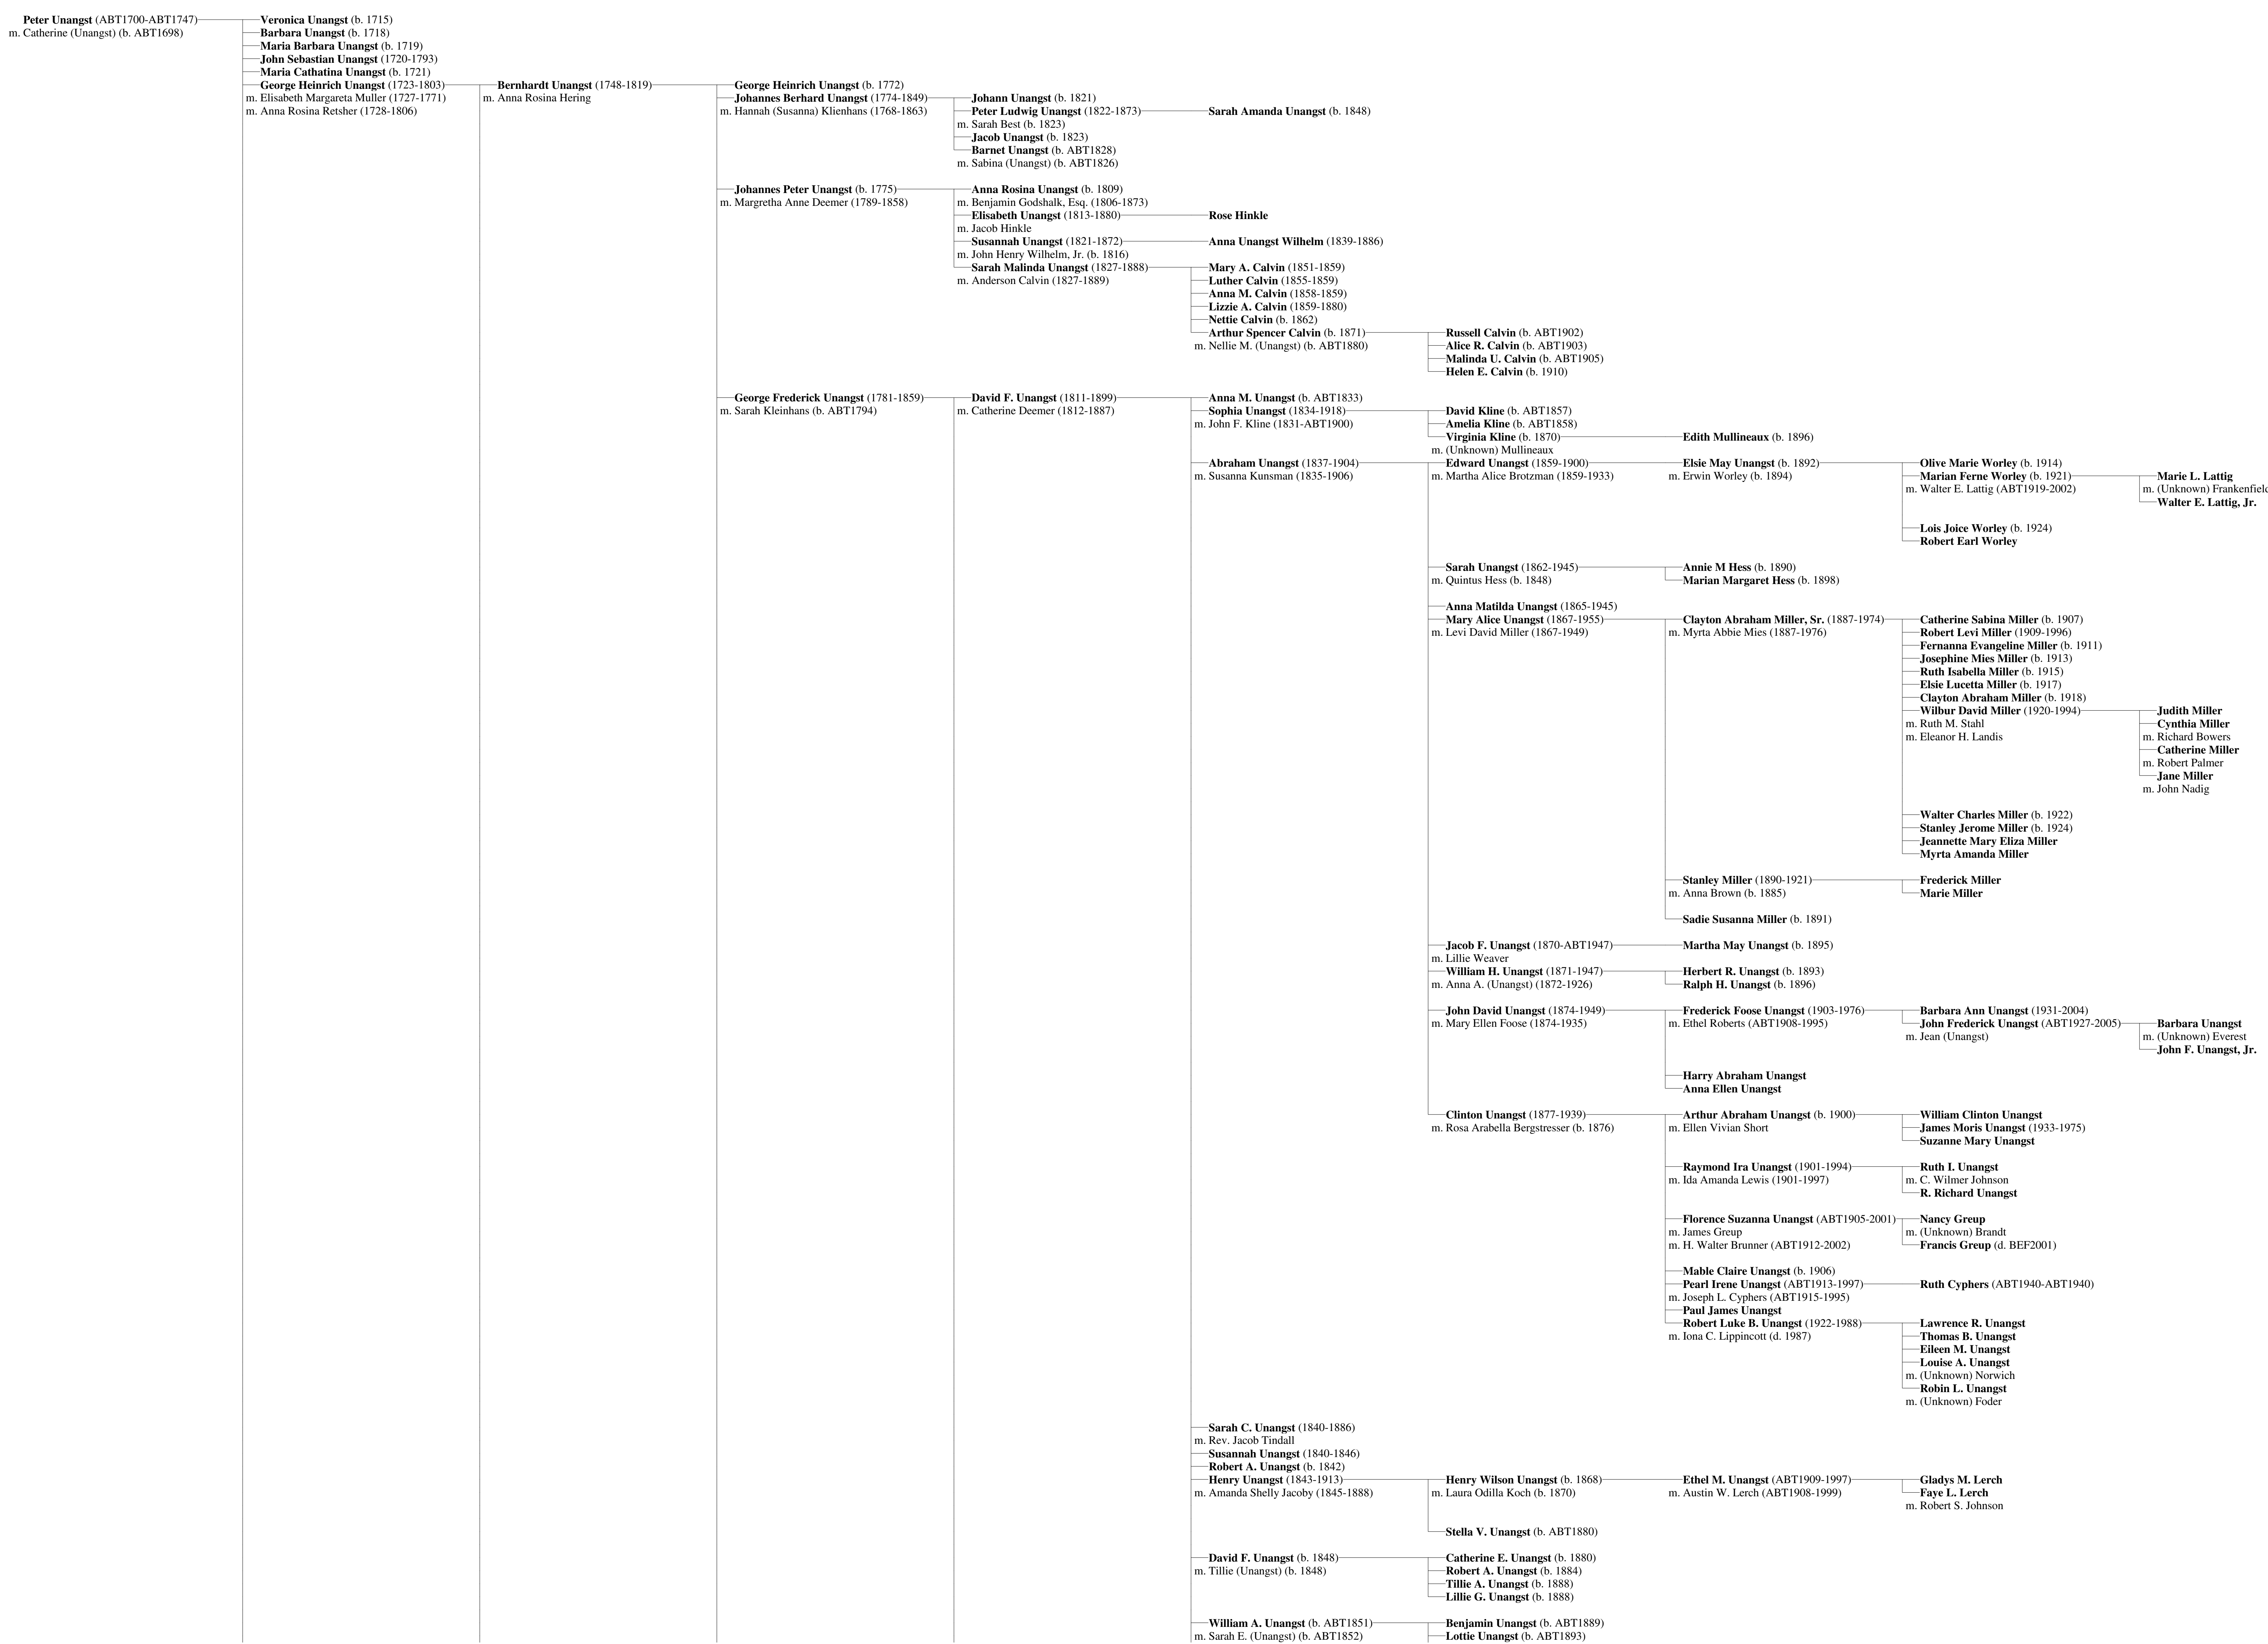 Peter Unangst (ABT1700-ABT1747) Veronica Unangst (b. 1715)
m. Catherine (Unangst) (b. ABT1698) Barbara Unangst (b. 1718)
Maria Barbara Unangst (b. 1719)
John Sebastian Unangst (1720-1793)
Maria Cathatina Unangst (b. 1721)
George Heinrich Unangst (1723-1803) Bernhardt Unangst (1748-1819) George Heinrich Unangst (b. 1772)
m. Elisabeth Margareta Muller (1727-1771) m. Anna Rosina Hering Johannes Berhard Unangst (1774-1849) Johann Unangst (b. 1821)
m. Anna Rosina Retsher (1728-1806) m. Hannah (Susanna) Klienhans (1768-1863) Peter Ludwig Unangst (1822-1873) Sarah Amanda Unangst (b. 1848)
m. Sarah Best (b. 1823)
Jacob Unangst (b. 1823)
Barnet Unangst (b. ABT1828)
m. Sabina (Unangst) (b. ABT1826)
Johannes Peter Unangst (b. 1775) Anna Rosina Unangst (b. 1809)
m. Margretha Anne Deemer (1789-1858) m. Benjamin Godshalk, Esq. (1806-1873)
Elisabeth Unangst (1813-1880) Rose Hinkle
m. Jacob Hinkle
Susannah Unangst (1821-1872) Anna Unangst Wilhelm (1839-1886)
m. John Henry Wilhelm, Jr. (b. 1816)
Sarah Malinda Unangst (1827-1888) Mary A. Calvin (1851-1859)
m. Anderson Calvin (1827-1889) Luther Calvin (1855-1859)
Anna M. Calvin (1858-1859)
Lizzie A. Calvin (1859-1880)
Nettie Calvin (b. 1862)
Arthur Spencer Calvin (b. 1871) Russell Calvin (b. ABT1902)
m. Nellie M. (Unangst) (b. ABT1880) Alice R. Calvin (b. ABT1903)
Malinda U. Calvin (b. ABT1905)
Helen E. Calvin (b. 1910)
George Frederick Unangst (1781-1859) David F. Unangst (1811-1899) Anna M. Unangst (b. ABT1833)
m. Sarah Kleinhans (b. ABT1794) m. Catherine Deemer (1812-1887) Sophia Unangst (1834-1918) David Kline (b. ABT1857)
m. John F. Kline (1831-ABT1900) Amelia Kline (b. ABT1858)
Virginia Kline (b. 1870) Edith Mullineaux (b. 1896)
m. (Unknown) Mullineaux
Abraham Unangst (1837-1904) Edward Unangst (1859-1900) Elsie May Unangst (b. 1892) Olive Marie Worley (b. 1914)
m. Susanna Kunsman (1835-1906) m. Martha Alice Brotzman (1859-1933) m. Erwin Worley (b. 1894) Marian Ferne Worley (b. 1921) Marie L. Lattig
m. Walter E. Lattig (ABT1919-2002) m. (Unknown) Frankenfield
Walter E. Lattig, Jr.
Lois Joice Worley (b. 1924)
Robert Earl Worley
Sarah Unangst (1862-1945) Annie M Hess (b. 1890)
m. Quintus Hess (b. 1848) Marian Margaret Hess (b. 1898)
Anna Matilda Unangst (1865-1945)
Mary Alice Unangst (1867-1955) Clayton Abraham Miller, Sr. (1887-1974) Catherine Sabina Miller (b. 1907)
m. Levi David Miller (1867-1949) m. Myrta Abbie Mies (1887-1976) Robert Levi Miller (1909-1996)
Fernanna Evangeline Miller (b. 1911)
Josephine Mies Miller (b. 1913)
Ruth Isabella Miller (b. 1915)
Elsie Lucetta Miller (b. 1917)
Clayton Abraham Miller (b. 1918)
Wilbur David Miller (1920-1994) Judith Miller
m. Ruth M. Stahl Cynthia Miller
m. Eleanor H. Landis m. Richard Bowers
Catherine Miller
m. Robert Palmer
Jane Miller
m. John Nadig
Walter Charles Miller (b. 1922)
Stanley Jerome Miller (b. 1924)
Jeannette Mary Eliza Miller
Myrta Amanda Miller
Stanley Miller (1890-1921) Frederick Miller
m. Anna Brown (b. 1885) Marie Miller
Sadie Susanna Miller (b. 1891)
Jacob F. Unangst (1870-ABT1947) Martha May Unangst (b. 1895)
m. Lillie Weaver
William H. Unangst (1871-1947) Herbert R. Unangst (b. 1893)
m. Anna A. (Unangst) (1872-1926) Ralph H. Unangst (b. 1896)
John David Unangst (1874-1949) Frederick Foose Unangst (1903-1976) Barbara Ann Unangst (1931-2004)
m. Mary Ellen Foose (1874-1935) m. Ethel Roberts (ABT1908-1995) John Frederick Unangst (ABT1927-2005) Barbara Unangst
m. Jean (Unangst) m. (Unknown) Everest
John F. Unangst, Jr.
Harry Abraham Unangst
Anna Ellen Unangst
Clinton Unangst (1877-1939) Arthur Abraham Unangst (b. 1900) William Clinton Unangst
m. Rosa Arabella Bergstresser (b. 1876) m. Ellen Vivian Short James Moris Unangst (1933-1975)
Suzanne Mary Unangst
Raymond Ira Unangst (1901-1994) Ruth I. Unangst
m. Ida Amanda Lewis (1901-1997) m. C. Wilmer Johnson
R. Richard Unangst
Florence Suzanna Unangst (ABT1905-2001) Nancy Greup
m. James Greup m. (Unknown) Brandt
m. H. Walter Brunner (ABT1912-2002) Francis Greup (d. BEF2001)
Mable Claire Unangst (b. 1906)
Pearl Irene Unangst (ABT1913-1997) Ruth Cyphers (ABT1940-ABT1940)
m. Joseph L. Cyphers (ABT1915-1995)
Paul James Unangst
Robert Luke B. Unangst (1922-1988) Lawrence R. Unangst
m. Iona C. Lippincott (d. 1987) Thomas B. Unangst
Eileen M. Unangst
Louise A. Unangst
m. (Unknown) Norwich
Robin L. Unangst
m. (Unknown) Foder
Sarah C. Unangst (1840-1886)
m. Rev. Jacob Tindall
Susannah Unangst (1840-1846)
Robert A. Unangst (b. 1842)
Henry Unangst (1843-1913) Henry Wilson Unangst (b. 1868) Ethel M. Unangst (ABT1909-1997) Gladys M. Lerch
m. Amanda Shelly Jacoby (1845-1888) m. Laura Odilla Koch (b. 1870) m. Austin W. Lerch (ABT1908-1999) Faye L. Lerch
m. Robert S. Johnson
Stella V. Unangst (b. ABT1880)
David F. Unangst (b. 1848) Catherine E. Unangst (b. 1880)
m. Tillie (Unangst) (b. 1848) Robert A. Unangst (b. 1884)
Tillie A. Unangst (b. 1888)
Lillie G. Unangst (b. 1888)
William A. Unangst (b. ABT1851) Benjamin Unangst (b. ABT1889)
m. Sarah E. (Unangst) (b. ABT1852) Lottie Unangst (b. ABT1893)